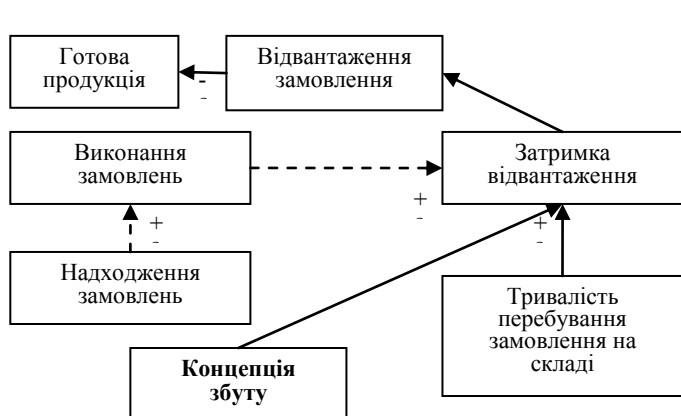 Готова
продукція
Відвантаження
замовлення
-
Виконання
замовлень
Затримка
відвантаження
+
+
+
Надходження
замовлень
Тривалість
перебування
замовлення на
складі
Концепція
збуту